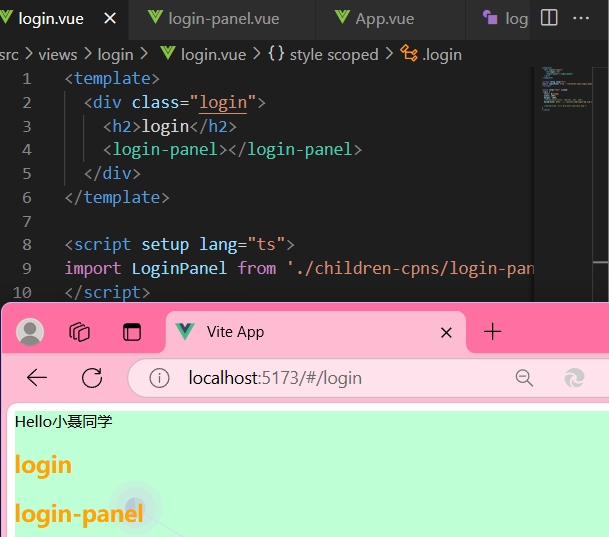 login.vue × login-panel.vue App.vue log
src > views > login > login.vue > {} style scoped > .login
1 <template>
2 <div class="login">
3 <h2>login</h2>
4 <login-panel></login-panel>
5 </div>
6 </template>
7
8 <script setup lang="ts">
9 import LoginPanel from './children-cpns/login-pan
10 </script>
Vite App
localhost:5173/#/login
Hello小聂同学
login
login-panel